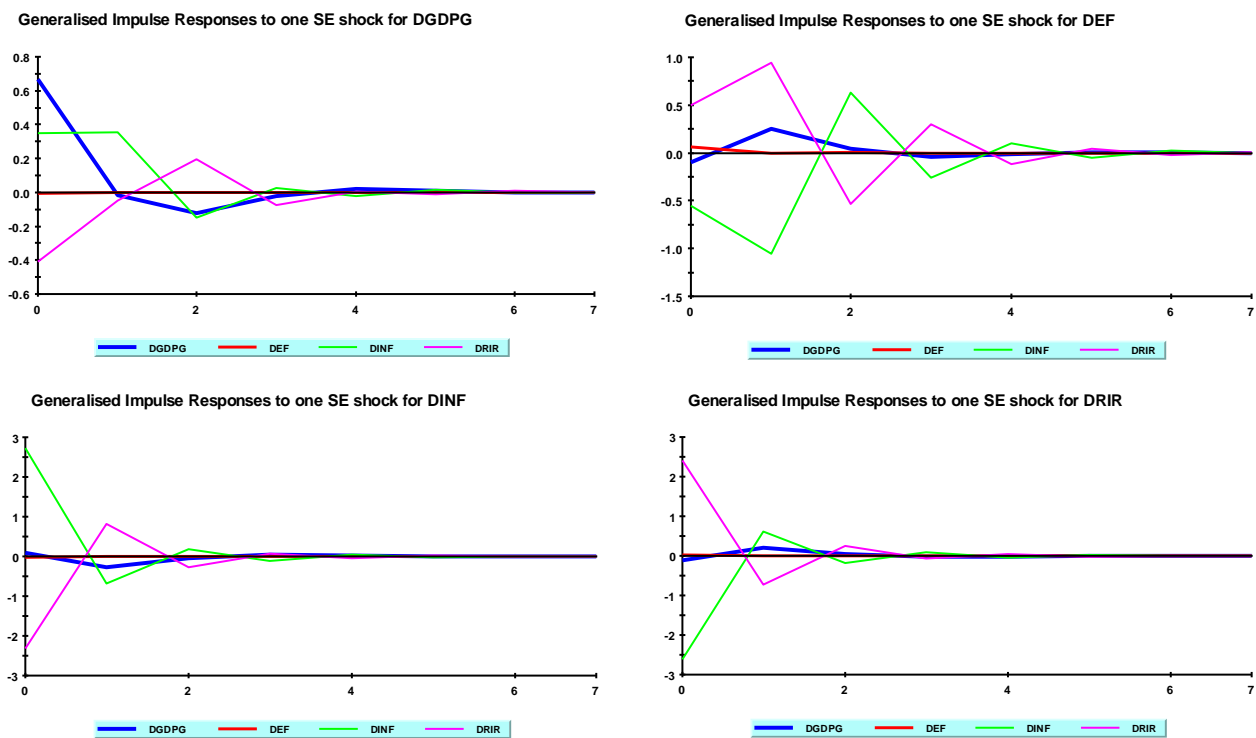 Generalised Impulse Responses to one SE shock for DGDPG
0.8
0.6
0.4
0.2
0.0
-0.2
-0.4
-0.6
0 2 4 6 7
DGDPG DEF DINF DRIR
Generalised Impulse Responses to one SE shock for DEF
1.0
0.5
0.0
-0.5
-1.0
-1.5
0 2 4 6 7
DGDPG DEF DINF DRIR
Generalised Impulse Responses to one SE shock for DINF
3
2
1
0
-1
-2
-3
0 2 4 6 7
DGDPG DEF DINF DRIR
Generalised Impulse Responses to one SE shock for DRIR
3
2
1
0
-1
-2
-3
0 2 4 6 7
DGDPG DEF DINF DRIR